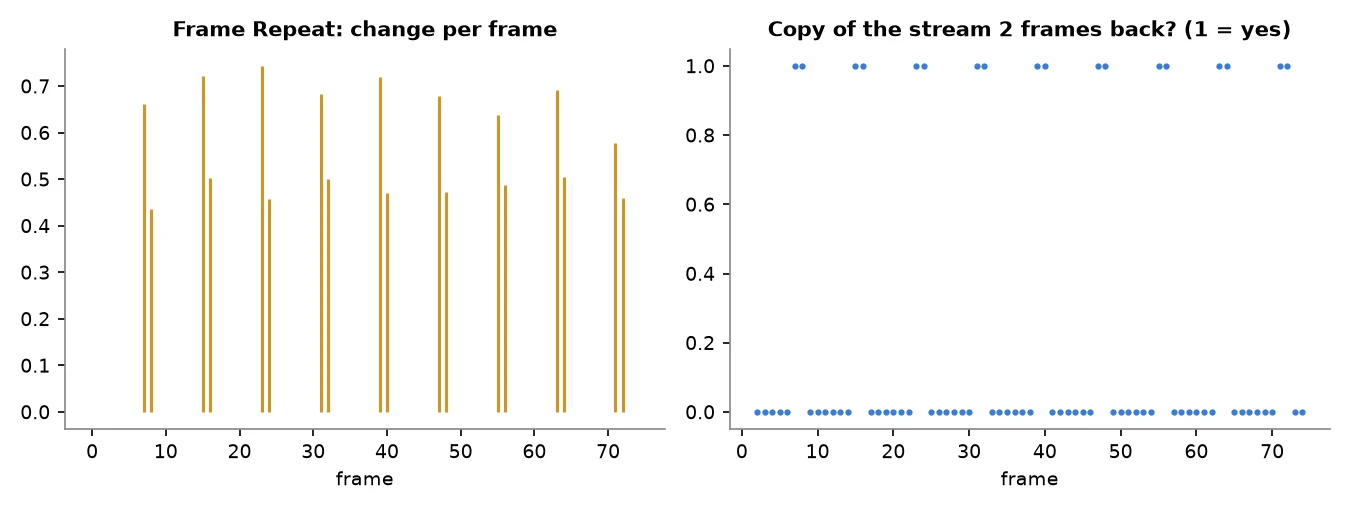 Frame Repeat: change per frame
0.7
0.6
0.5
0.4
0.3
0.2
0.1
0.0
0 10 20 30 40 50 60 70
frame
Copy of the stream 2 frames back? (1 = yes)
1.0
0.8
0.6
0.4
0.2
0.0
0 10 20 30 40 50 60 70
frame